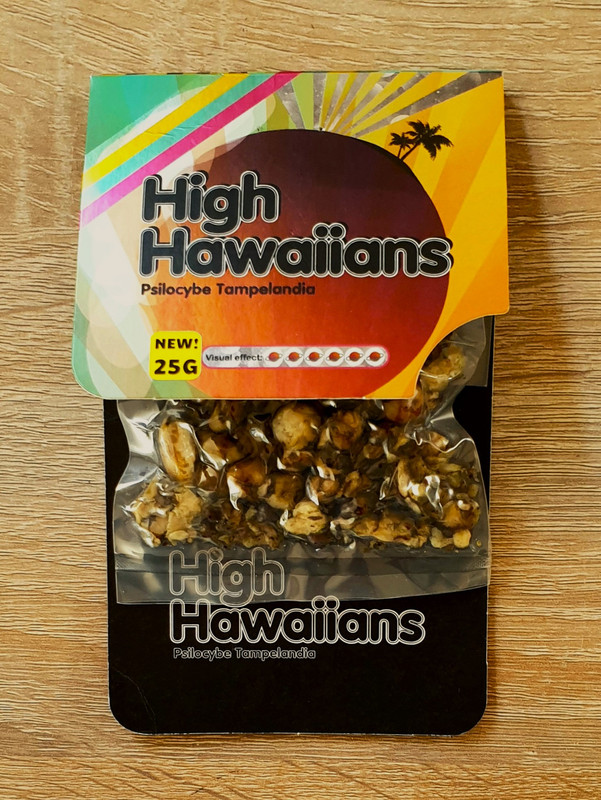 High
Hawaiians
Psilocybe Tampelandia
NEW!
25G
Visual effect:
High
Hawaiians
Psilocybe Tampelandia